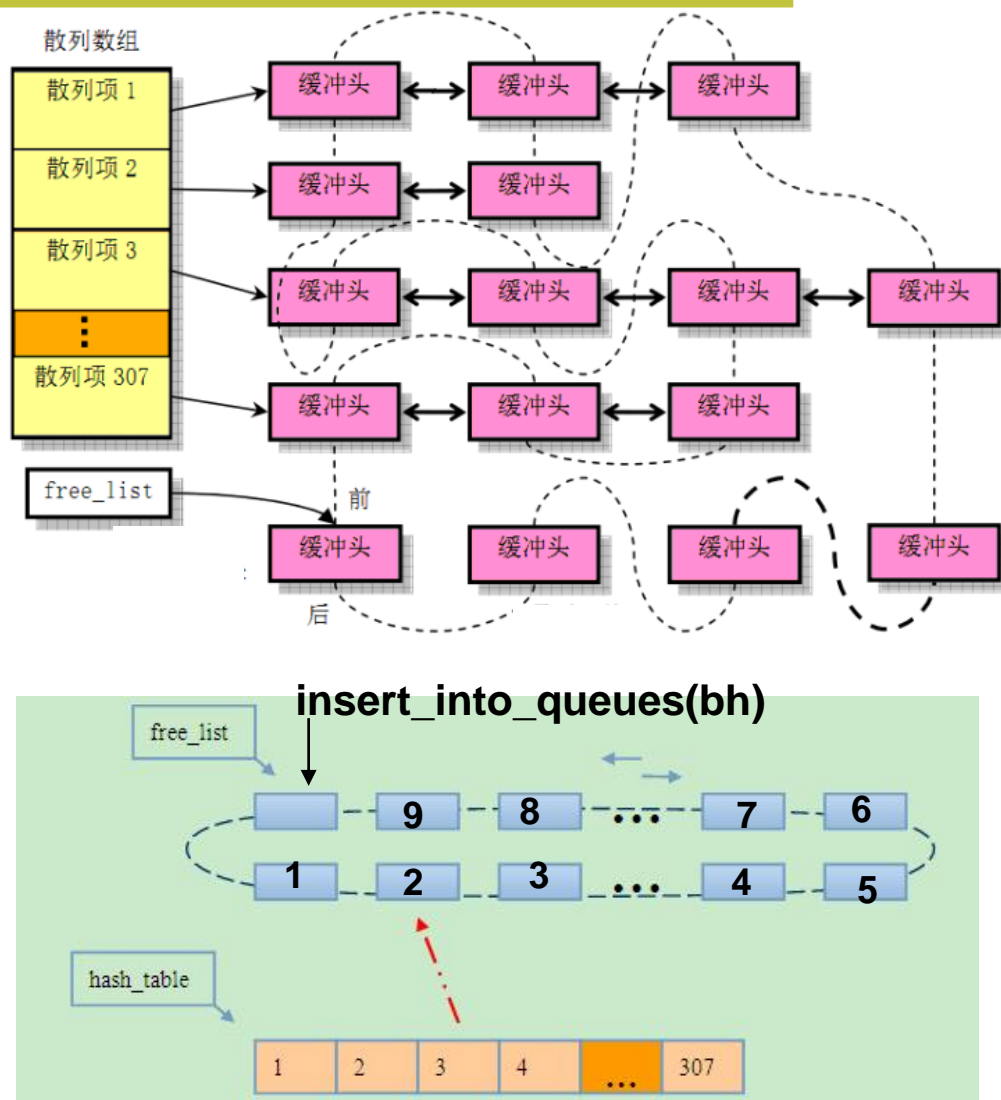 散列数组
散列项 1
缓冲头 缓冲头 缓冲头
散列项 2
缓冲头 缓冲头
散列项 3
缓冲头 缓冲头 缓冲头 缓冲头
⋮
散列项 307
缓冲头 缓冲头 缓冲头
free_list
前
缓冲头 缓冲头 缓冲头 缓冲头
后
insert_into_queues(bh)
free_list
9 8 ... 7 6
1 2 3 ... 4 5
hash_table
1 2 3 4 ... 307